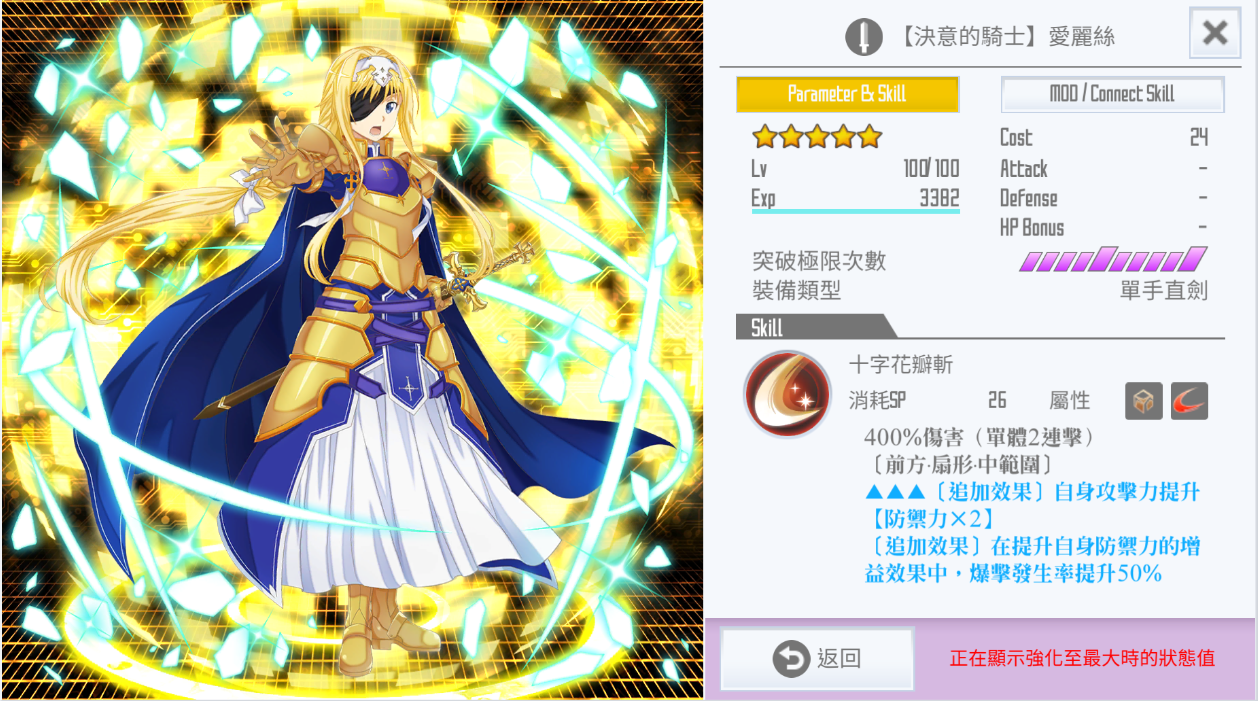 【決意的騎士】愛麗絲
Parameter & Skill
MOD / Connect Skill
Lv 100/100
Exp 3382
Cost 24
Attack -
Defense -
HP Bonus -
突破極限次數
裝備類型 單手直劍
Skill
十字花瓣斬
消耗SP 26 屬性
400%傷害（單體2連擊）
〔前方·扇形·中範圍〕
▲▲▲〔追加效果〕自身攻擊力提升
【防禦力×2】
〔追加效果〕在提升自身防禦力的增
益效果中，爆擊發生率提升50%
返回
正在顯示強化至最大時的狀態值